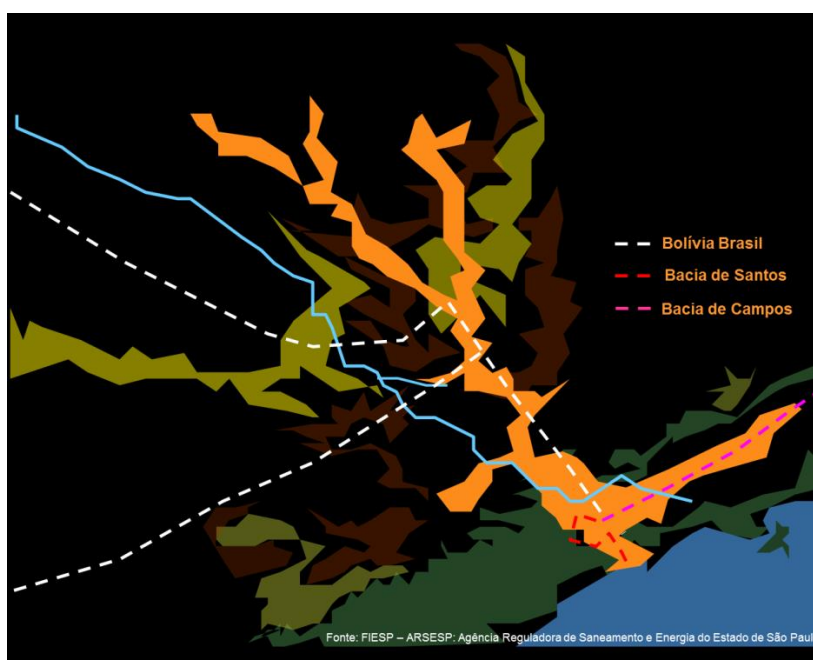 Bolívia Brasil
Bacia de Santos
Bacia de Campos
Fonte: FIESP – ARSESP: Agência Reguladora de Saneamento e Energia do Estado de São Paul